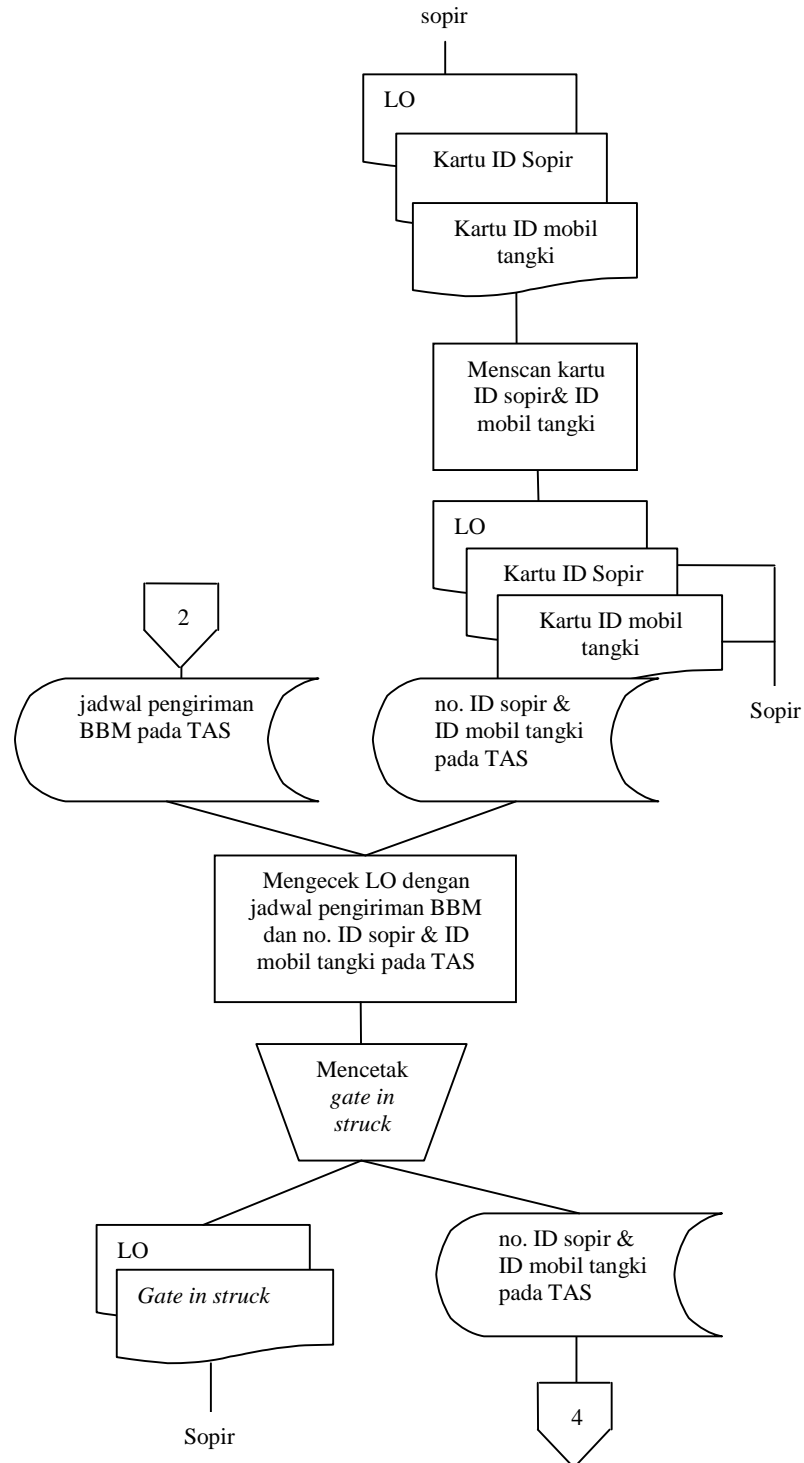 sopir
LO
Kartu ID Sopir
Kartu ID mobil
tangki
Menscan kartu
ID sopir& ID
mobil tangki
LO
Kartu ID Sopir
Kartu ID mobil
tangki
Sopir
2
jadwal pengiriman
BBM pada TAS
no. ID sopir &
ID mobil tangki
pada TAS
Mengecek LO dengan
jadwal pengiriman BBM
dan no. ID sopir & ID
mobil tangki pada TAS
Mencetak
gate in
struck
LO
Gate in struck
Sopir
no. ID sopir &
ID mobil tangki
pada TAS
4